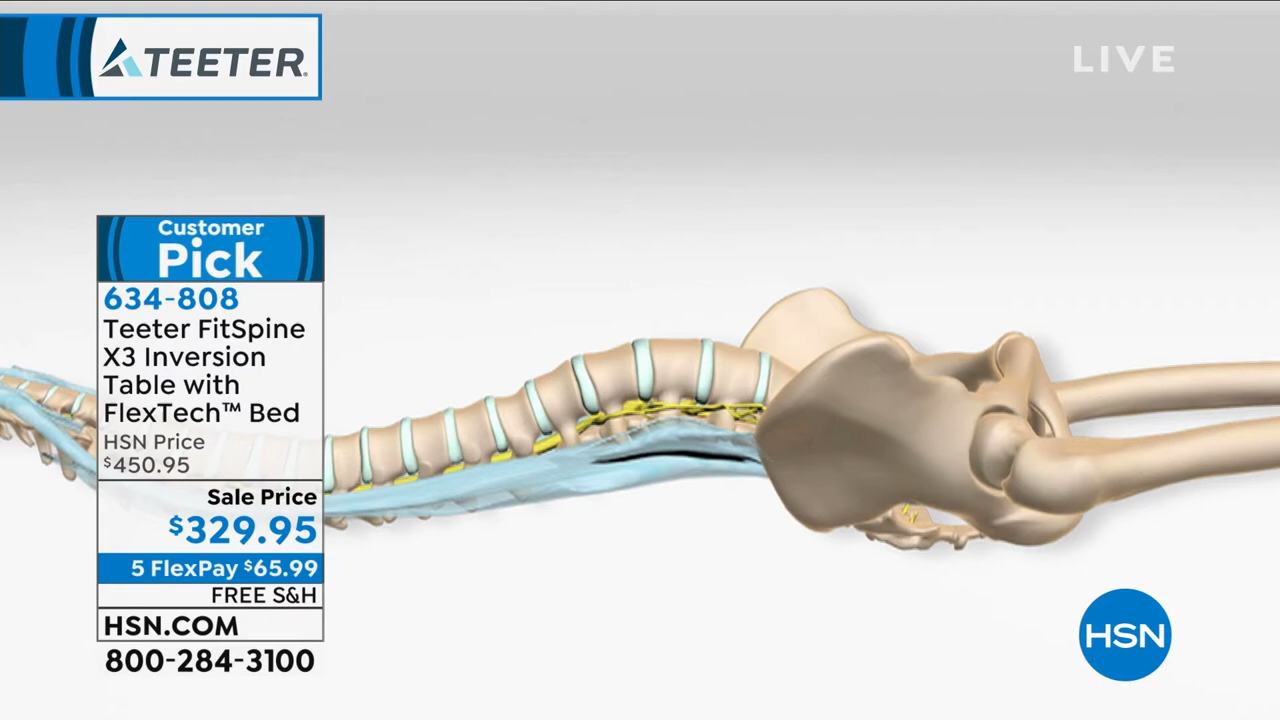 TEETER
LIVE
Customer
Pick
634-808
Teeter FitSpine
X3 Inversion
Table with
FlexTech™ Bed
HSN Price
$450.95
Sale Price
$329.95
5 FlexPay $65.99
FREE S&H
HSN.COM
800-284-3100
HSN